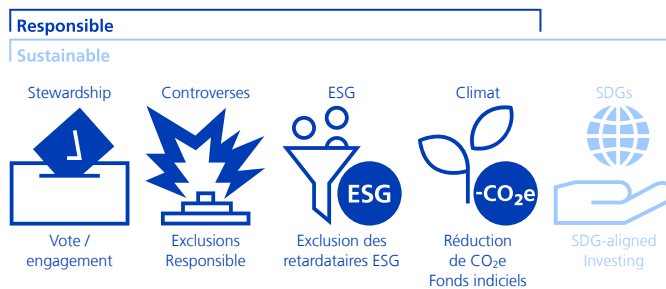 Responsible
Sustainable
Stewardship
Controverses
ESG
Climat
SDGs
ESG
-CO₂e
Vote /
engagement
Exclusions
Responsible
Exclusion des
retardataires ESG
Réduction
de CO₂e
Fonds indiciels
SDG-aligned
Investing